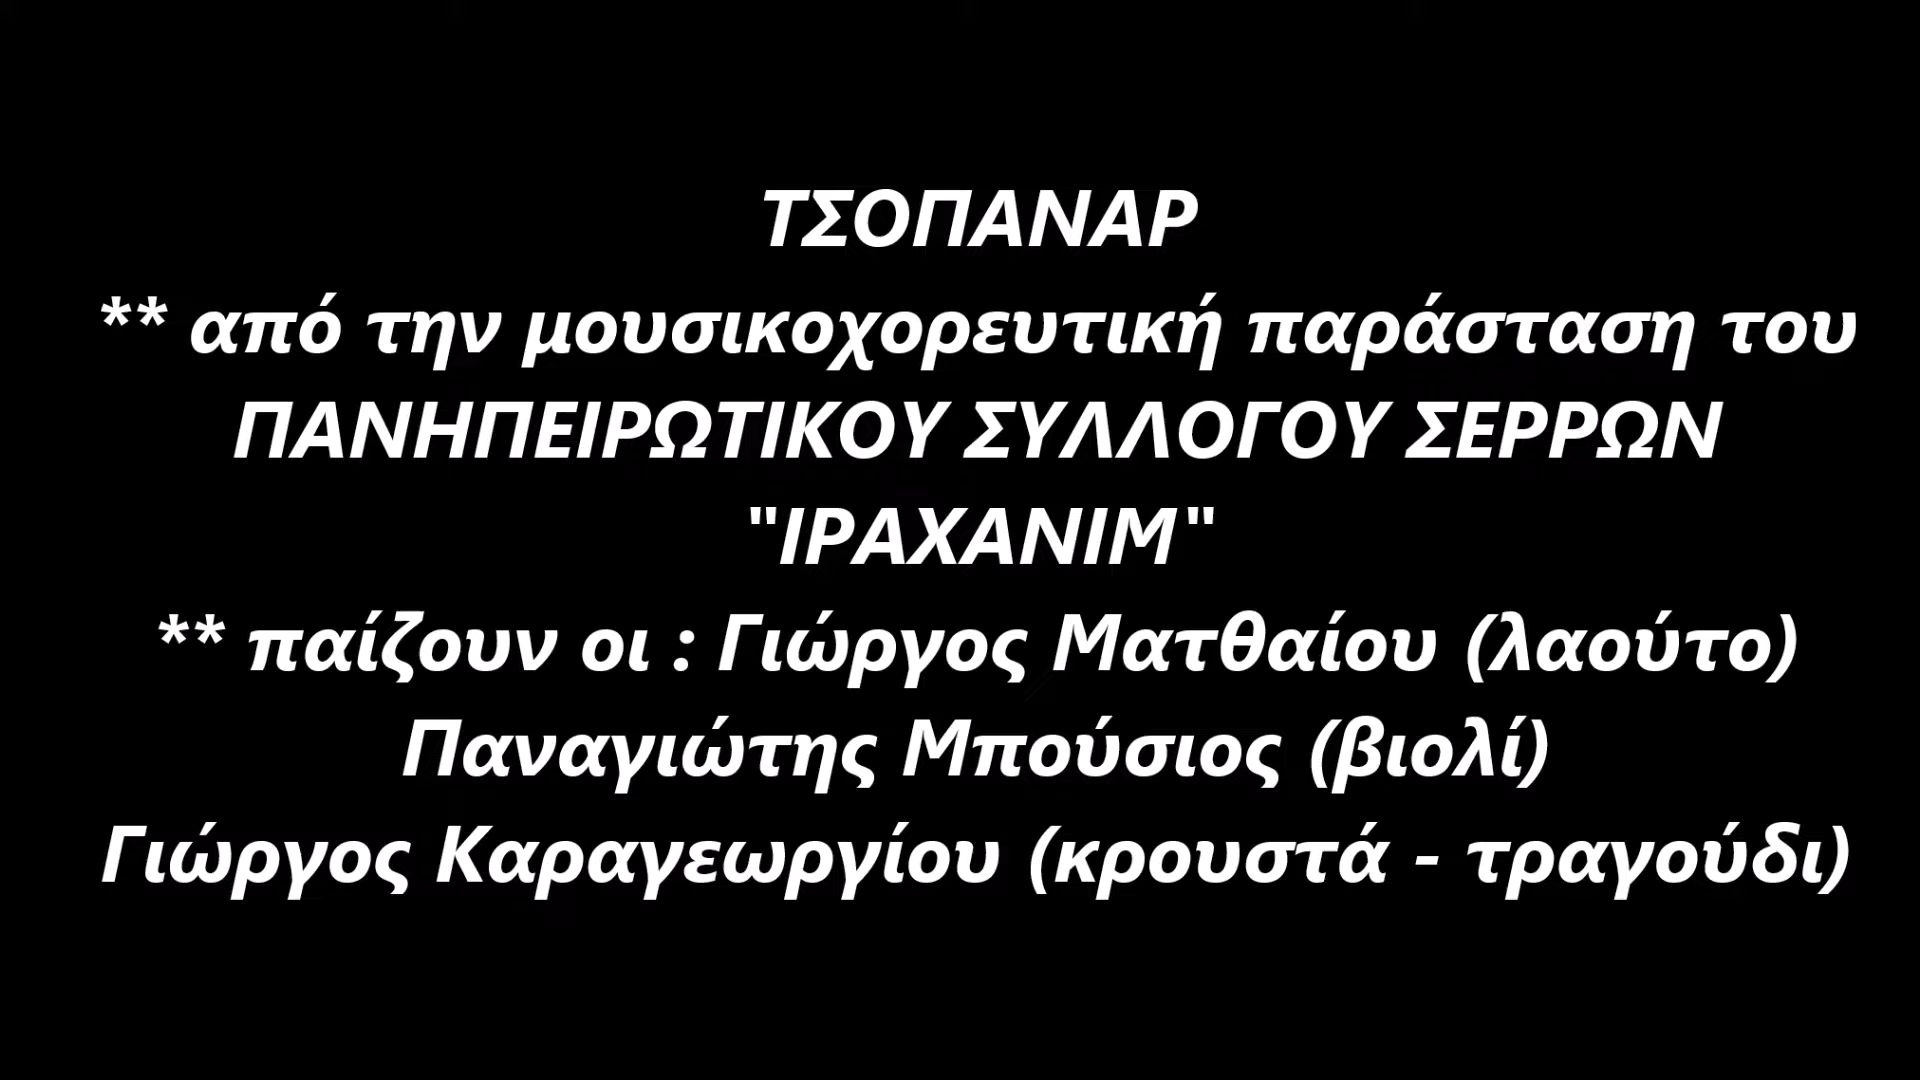 ΤΣΟΠΑΝΑΡ
** από την μουσικοχορευτική παράσταση του
ΠΑΝΗΠΕΙΡΩΤΙΚΟΥ ΣΥΛΛΟΓΟΥ ΣΕΡΡΩΝ
"ΙΡΑΧΑΝΙΜ"
** παίζουν οι : Γιώργος Ματθαίου (λαούτο)
Παναγιώτης Μπούσιος (βιολί)
Γιώργος Καραγεωργίου (κρουστά - τραγούδι)